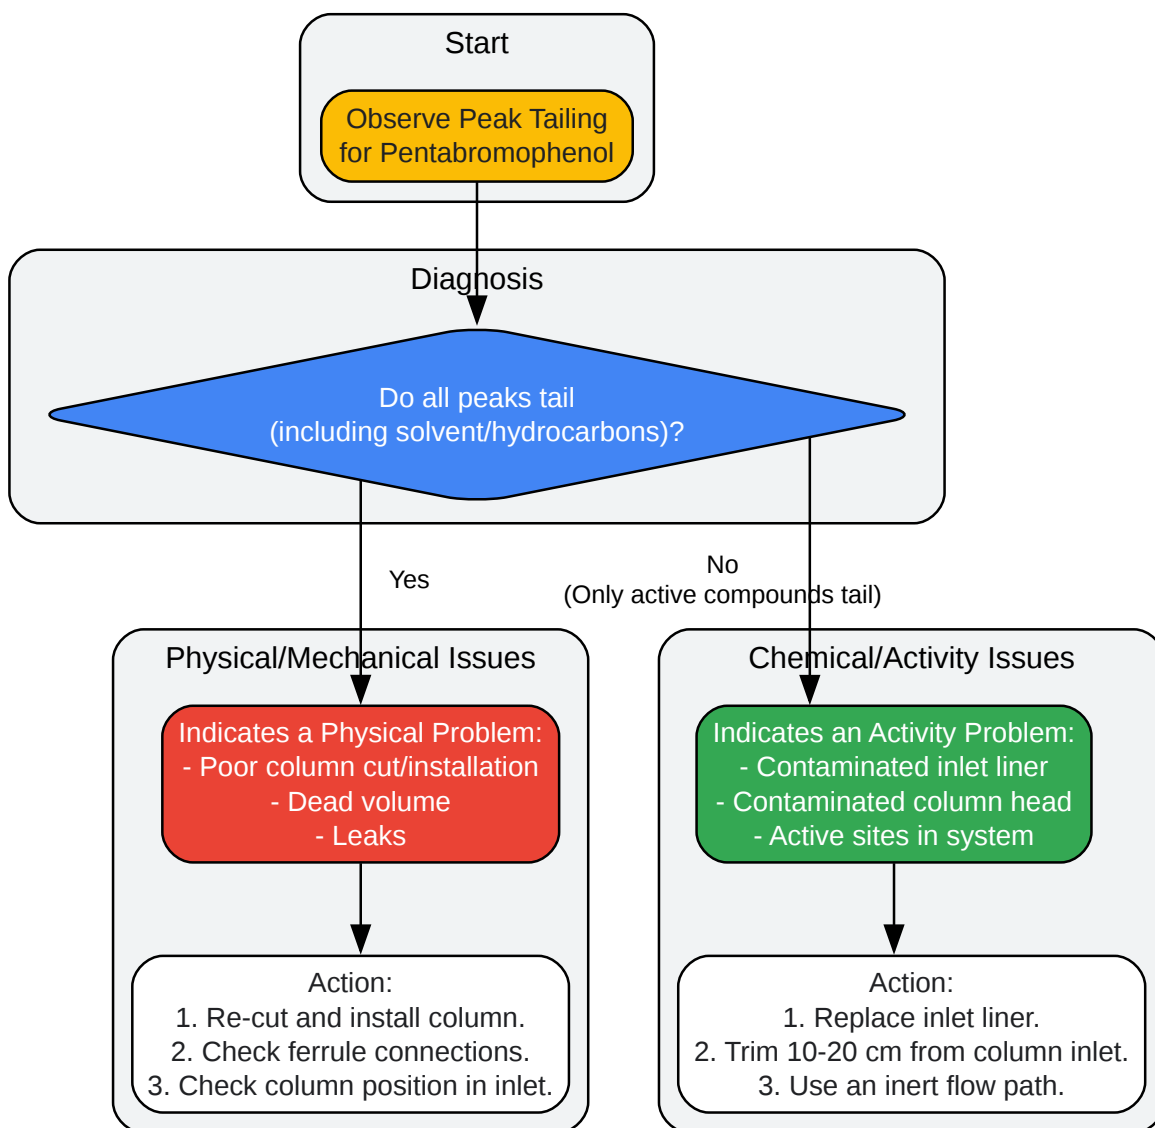 Start
Observe Peak Tailing
for Pentabromophenol
Diagnosis
Do all peaks tail
(including solvent/hydrocarbons)?
Yes
No
(Only active compounds tail)
Physical/Mechanical Issues
Indicates a Physical Problem:
- Poor column cut/installation
- Dead volume
- Leaks
Action:
1. Re-cut and install column.
2. Check ferrule connections.
3. Check column position in inlet.
Chemical/Activity Issues
Indicates an Activity Problem:
- Contaminated inlet liner
- Contaminated column head
- Active sites in system
Action:
1. Replace inlet liner.
2. Trim 10-20 cm from column inlet.
3. Use an inert flow path.